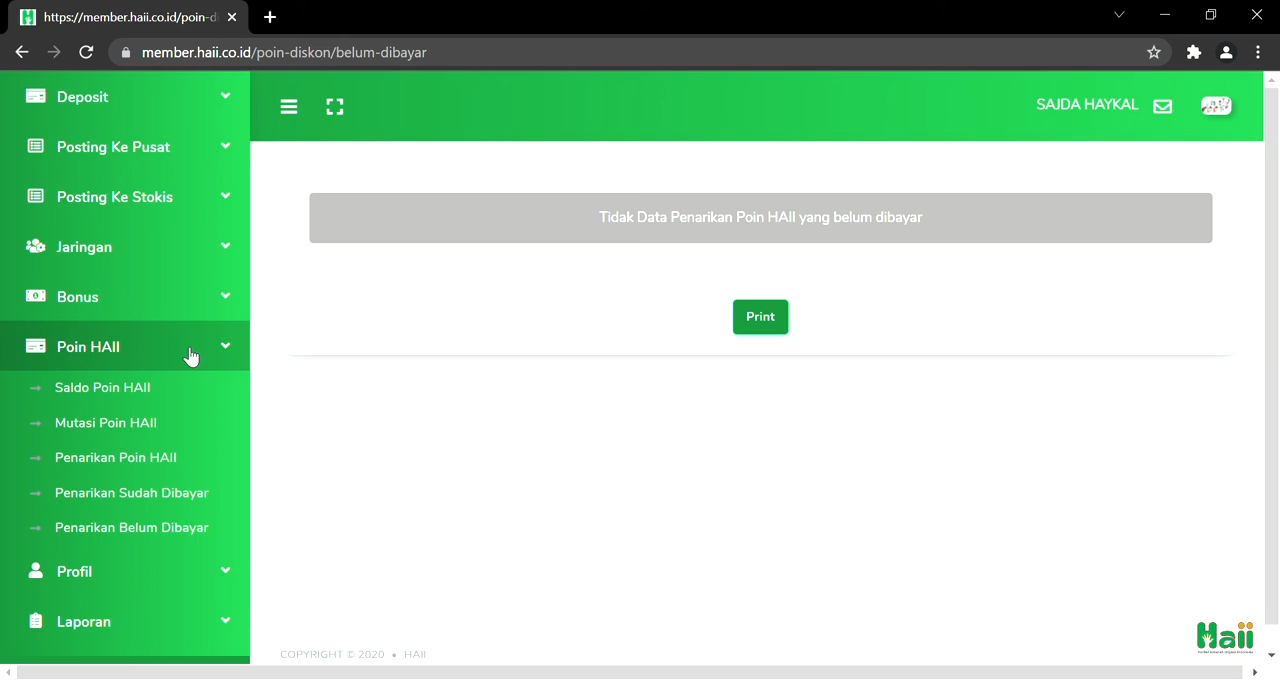 https://member.haii.co.id/poin-di
member.haii.co.id/poin-diskon/belum-dibayar
Deposit
Posting Ke Pusat
Posting Ke Stokis
Jaringan
Bonus
Poin HAII
Saldo Poin HAII
Mutasi Poin HAII
Penarikan Poin HAII
Penarikan Sudah Dibayar
Penarikan Belum Dibayar
Profil
Laporan
SAJDA HAYKAL
Tidak Data Penarikan Poin HAII yang belum dibayar
Print
COPYRIGHT © 2020 • HAII
Haii